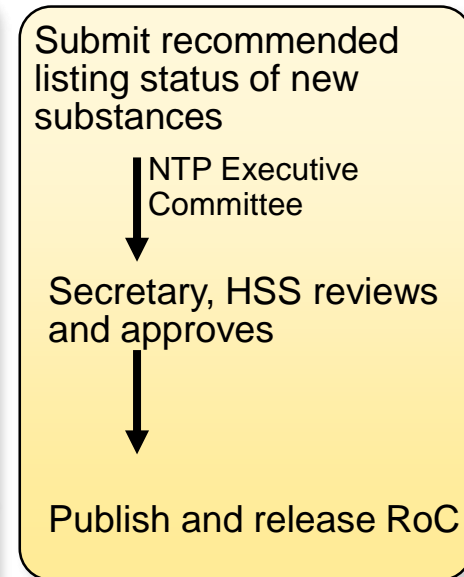 Submit recommended
listing status of new
substances
NTP Executive
Committee
Secretary, HSS reviews
and approves
Publish and release RoC